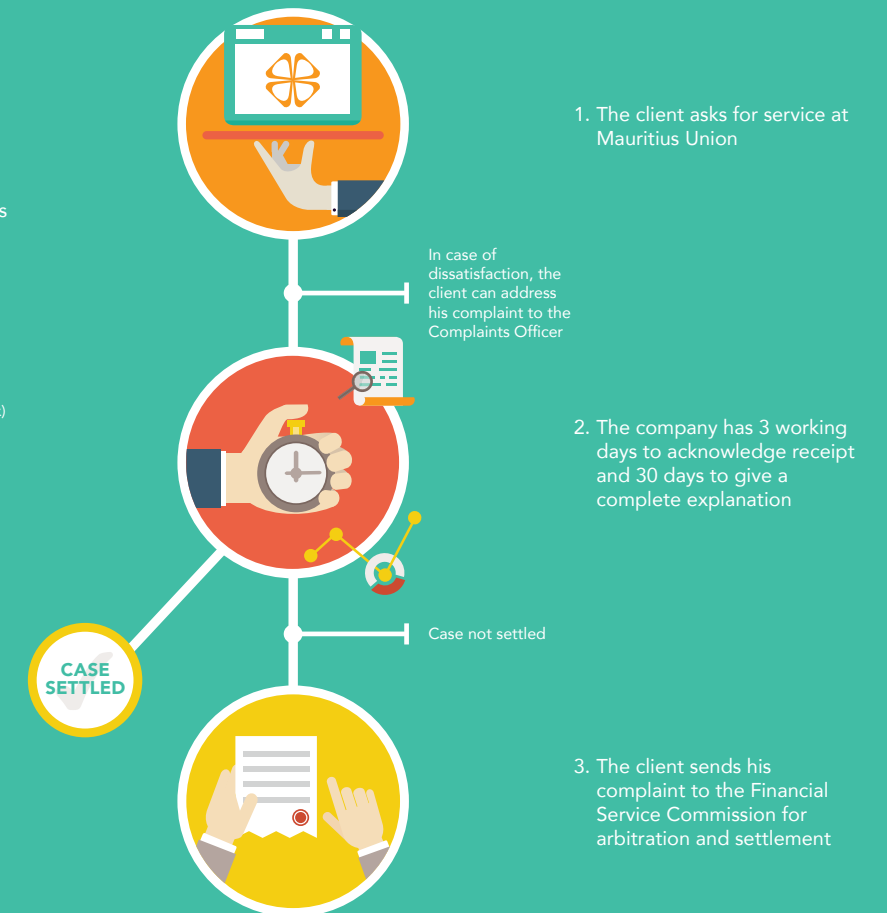 1. The client asks for service at
Mauritius Union
s
In case of
dissatisfaction, the
client can address
his complaint to the
Complaints Officer
)
2. The company has 3 working
days to acknowledge receipt
and 30 days to give a
complete explanation
Case not settled
CASE
SETTLED
3. The client sends his
complaint to the Financial
Service Commission for
arbitration and settlement